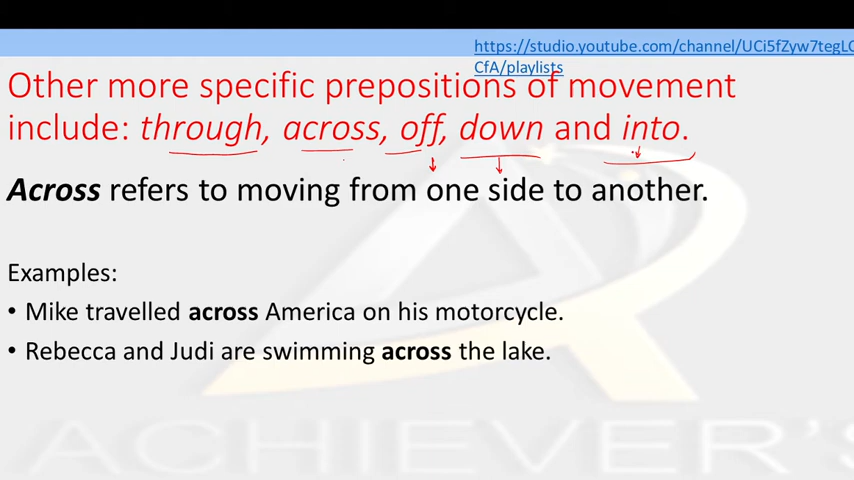 https://studio.youtube.com/channel/UCi5fZyw7tegLC
CfA/playlists
Other more specific prepositions of movement
include: through, across, off, down and into.
Across refers to moving from one side to another.
Examples:
• Mike travelled across America on his motorcycle.
• Rebecca and Judi are swimming across the lake.
ACHIEVER'S